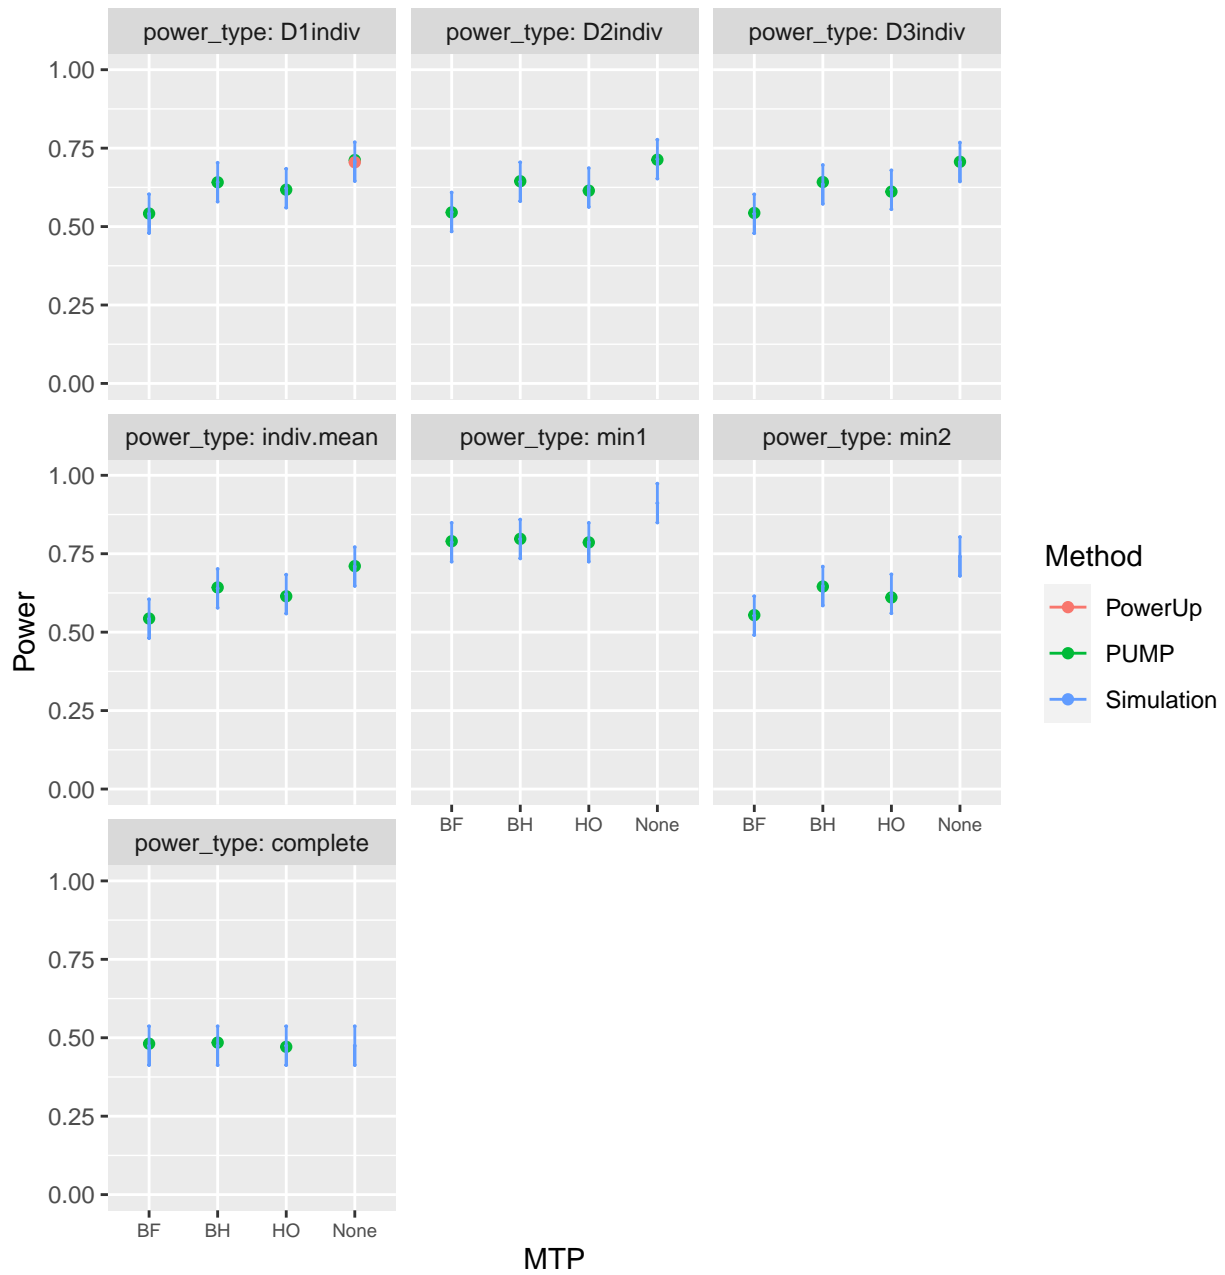 power_type: D1indiv
power_type: D2indiv
power_type: D3indiv
1.00
0.75
0.50
0.25
0.00
power_type: indiv.mean
power_type: min1
power_type: min2
1.00
0.75
0.50
0.25
0.00
BF BH HO None
BF BH HO None
power_type: complete
1.00
0.75
0.50
0.25
0.00
BF BH HO None
MTP
Power
Method
PowerUp
PUMP
Simulation